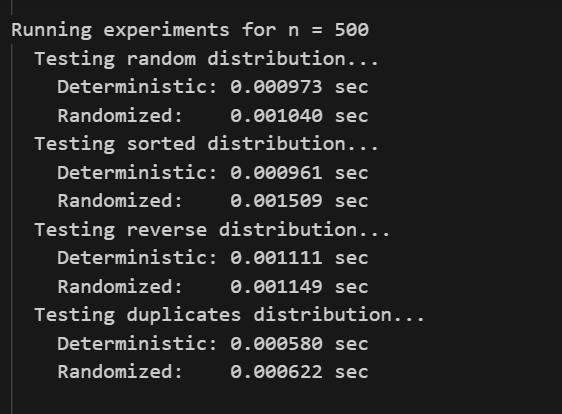 Running experiments for n = 500
Testing random distribution...
Deterministic: 0.000973 sec
Randomized: 0.001040 sec
Testing sorted distribution...
Deterministic: 0.000961 sec
Randomized: 0.001509 sec
Testing reverse distribution...
Deterministic: 0.001111 sec
Randomized: 0.001149 sec
Testing duplicates distribution...
Deterministic: 0.000580 sec
Randomized: 0.000622 sec